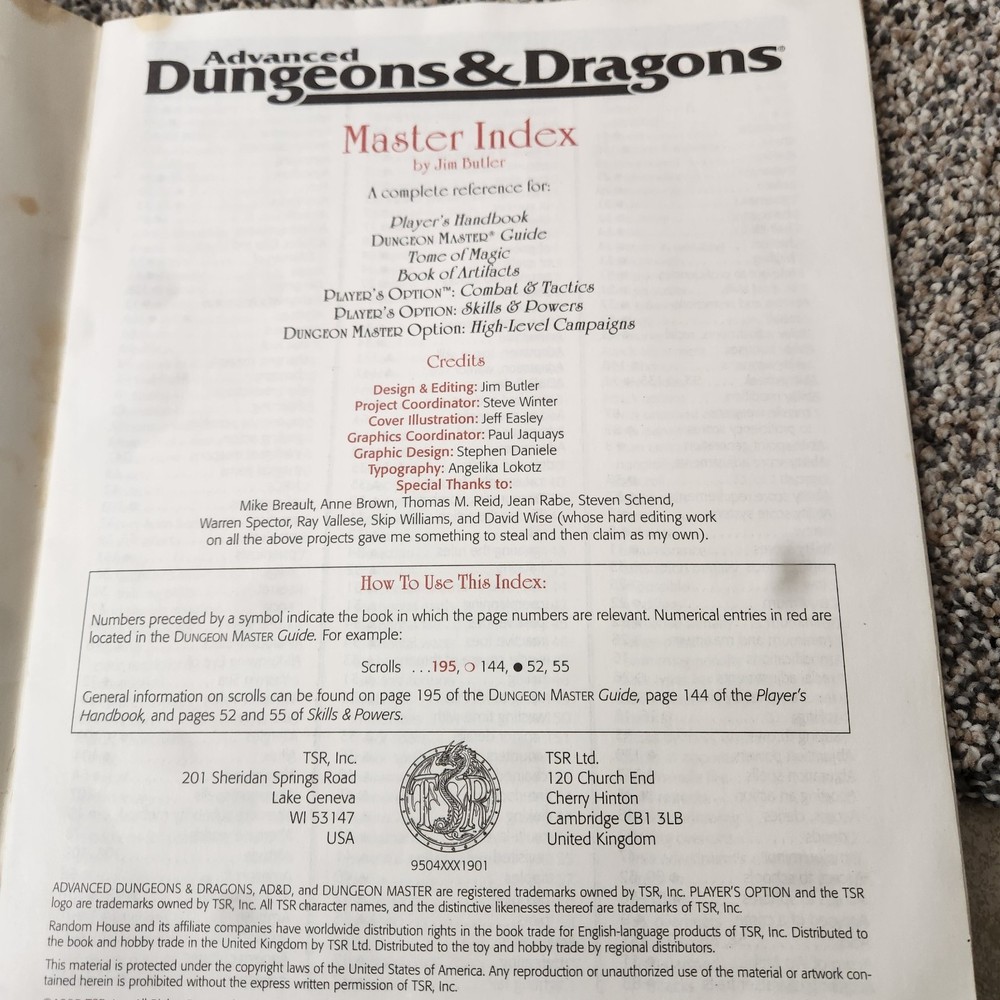 Advanced
Dungeons & Dragons®
Master Index
by Jim Butler
A complete reference for:
Player's Handbook
DUNGEON MASTER® Guide
Tome of Magic
Book of Artifacts
PLAYER'S OPTION™: Combat & Tactics
PLAYER'S OPTION: Skills & Powers
DUNGEON MASTER Option: High-Level Campaigns
Credits
Design & Editing: Jim Butler
Project Coordinator: Steve Winter
Cover Illustration: Jeff Easley
Graphics Coordinator: Paul Jaquays
Graphic Design: Stephen Daniele
Typography: Angelika Lokotz
Special Thanks to:
Mike Breault, Anne Brown, Thomas M. Reid, Jean Rabe, Steven Schend,
Warren Spector, Ray Vallese, Skip Williams, and David Wise (whose hard editing work
on all the above projects gave me something to steal and then claim as my own).
How To Use This Index:
Numbers preceded by a symbol indicate the book in which the page numbers are relevant. Numerical entries in red are
located in the DUNGEON MASTER Guide. For example:
Scrolls ...195, ❍ 144, ● 52, 55
General information on scrolls can be found on page 195 of the DUNGEON MASTER Guide, page 144 of the Player's
Handbook, and pages 52 and 55 of Skills & Powers.
TSR, Inc.
201 Sheridan Springs Road
Lake Geneva
WI 53147
USA
TSR
TSR Ltd.
120 Church End
Cherry Hinton
Cambridge CB1 3LB
United Kingdom
9504XXX1901
ADVANCED DUNGEONS & DRAGONS, AD&D, and DUNGEON MASTER are registered trademarks owned by TSR, Inc. PLAYER'S OPTION and the TSR
logo are trademarks owned by TSR, Inc. All TSR character names, and the distinctive likenesses thereof are trademarks of TSR, Inc.
Random House and its affiliate companies have worldwide distribution rights in the book trade for English-language products of TSR, Inc. Distributed to
the book and hobby trade in the United Kingdom by TSR Ltd. Distributed to the toy and hobby trade by regional distributors.
This material is protected under the copyright laws of the United States of America. Any reproduction or unauthorized use of the material or artwork con-
tained herein is prohibited without the express written permission of TSR, Inc.